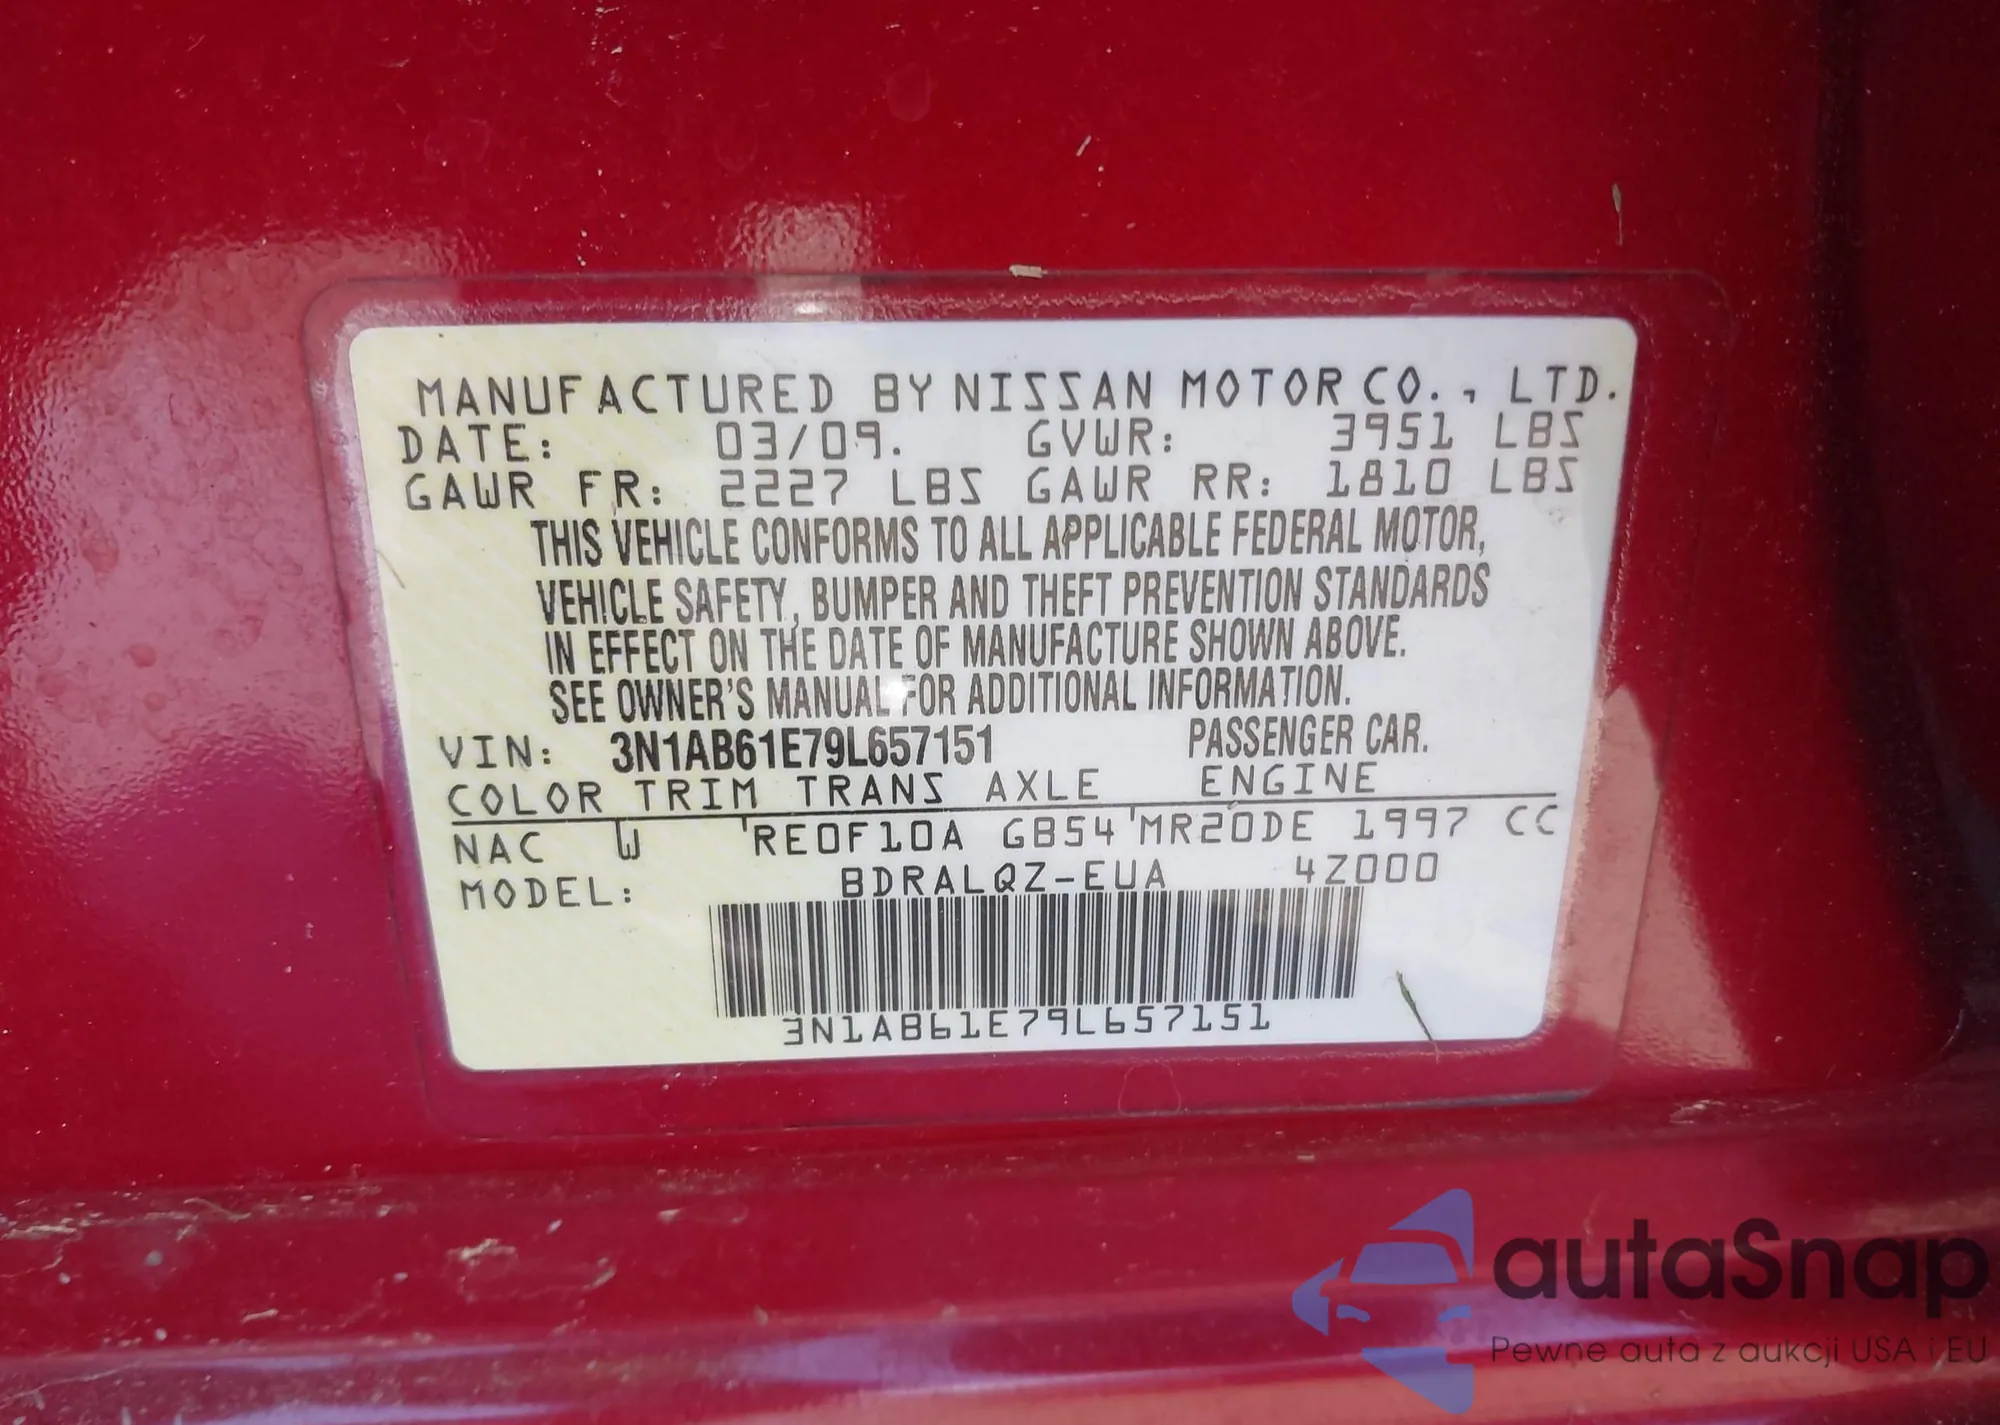 MANUFACTURED BY NISSAN MOTOR CO., LTD.
DATE: 03/09. GVWR: 3951 LBS
GAWR FR: 2227 LBS GAWR RR: 1810 LBS
THIS VEHICLE CONFORMS TO ALL APPLICABLE FEDERAL MOTOR,
VEHICLE SAFETY, BUMPER AND THEFT PREVENTION STANDARDS
IN EFFECT ON THE DATE OF MANUFACTURE SHOWN ABOVE.
SEE OWNER'S MANUAL FOR ADDITIONAL INFORMATION.
VIN: 3N1AB61E79L657151 PASSENGER CAR.
COLOR TRIM TRANS AXLE ENGINE
NAC W RE0F10A GB54 MR20DE 1997 CC
MODEL: BDRALQZ-EUA 4Z000
3N1AB61E79L657151
autaSnap
Pewne auta z aukcji USA i EU